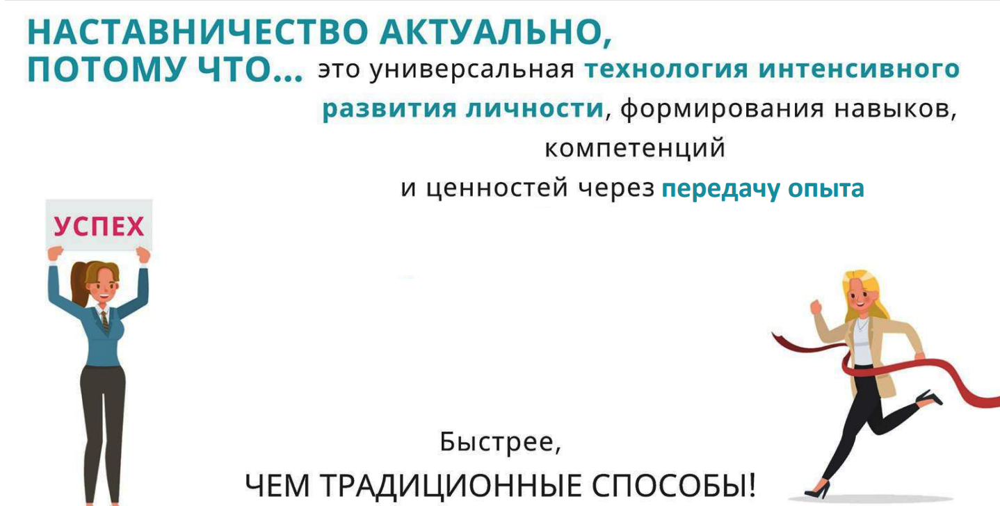 НАСТАВНИЧЕСТВО АКТУАЛЬНО,
ПОТОМУ ЧТО... это универсальная технология интенсивного
развития личности, формирования навыков,
компетенций
и ценностей через передачу опыта
УСПЕХ
Быстрее,
ЧЕМ ТРАДИЦИОННЫЕ СПОСОБЫ!